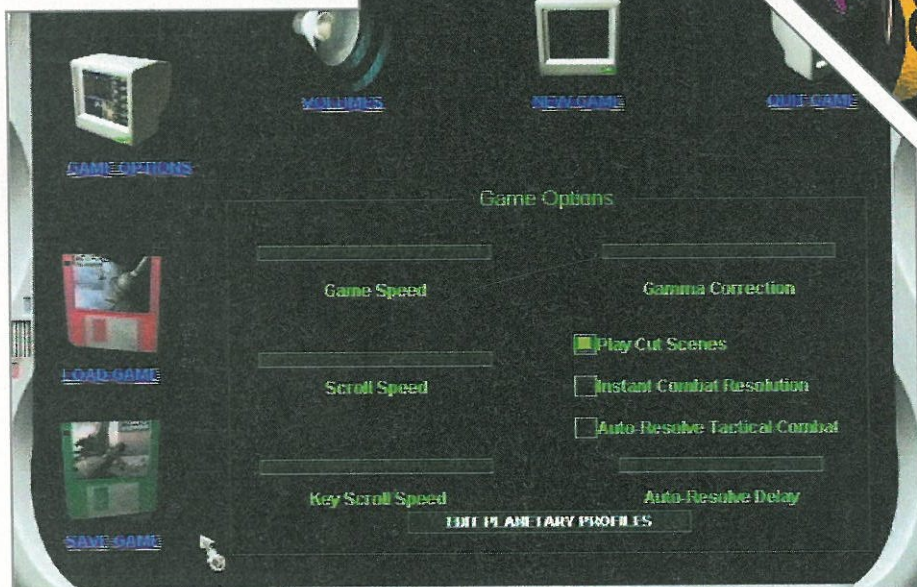 VOLUMES
NEW GAME
QUIT GAME
GAME OPTIONS
Game Options
Game Speed
Gamma Correction
Play Cut Scenes
LOAD GAME
Scroll Speed
Instant Combat Resolution
Auto-Resolve Tactical Combat
Key Scroll Speed
Auto-Resolve Delay
EDIT PLANETARY PROFILES
SAVE GAME